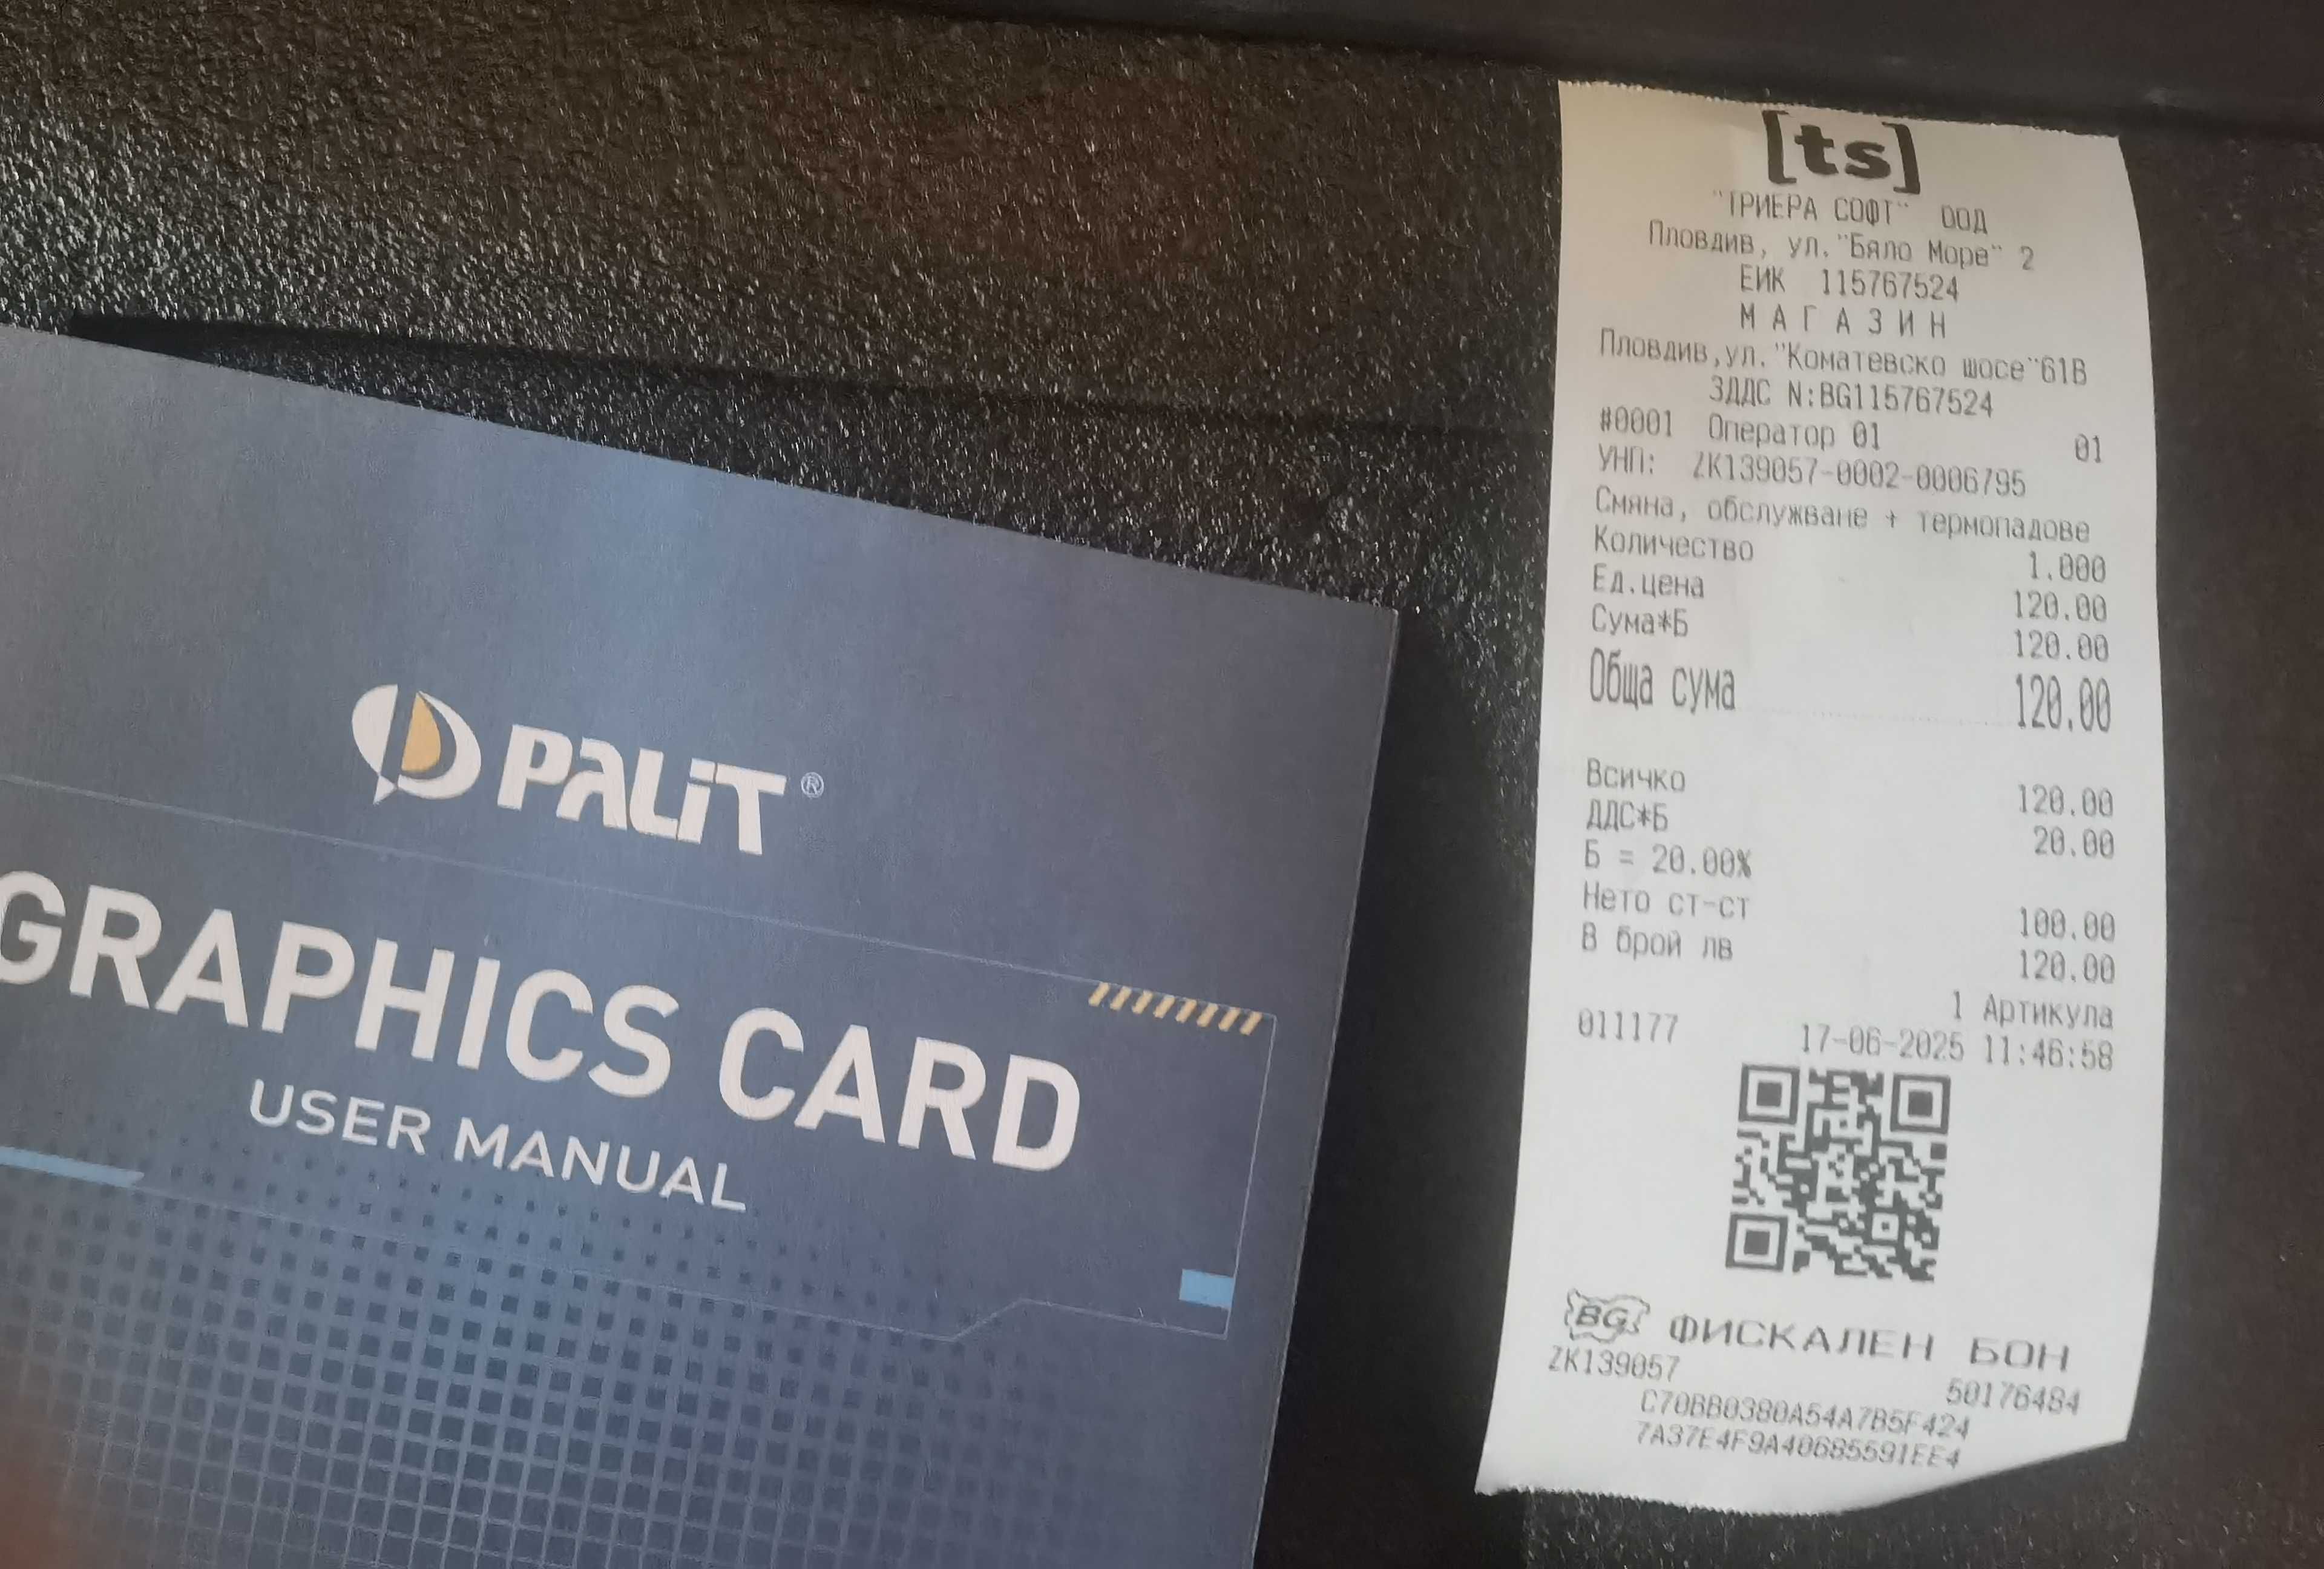 PALiT®
GRAPHICS CARD
USER MANUAL
[ts]
"ТРИЕРА СОФТ" ООД
Пловдив, ул."Бяло Море" 2
ЕИК 115767524
М А Г А З И Н
Пловдив,ул."Коматевско шосе"61В
ЗДДС N:BG115767524
#0001 Оператор 01 01
УНП: ZK139057-0002-0006795
Смяна, обслужване + термопадове
Количество 1.000
Ед.цена 120.00
Сума*Б 120.00
Обща сума 120.00
Всичко 120.00
ДДС*Б 20.00
Б = 20.00%
Нето ст-ст 100.00
В брой лв 120.00
1 Артикула
011177 17-06-2025 11:46:58
BG ФИСКАЛЕН БОН
ZK139057 50176484
C70BB0380A54A7B5F424
7A37E4F9A40685591EE4